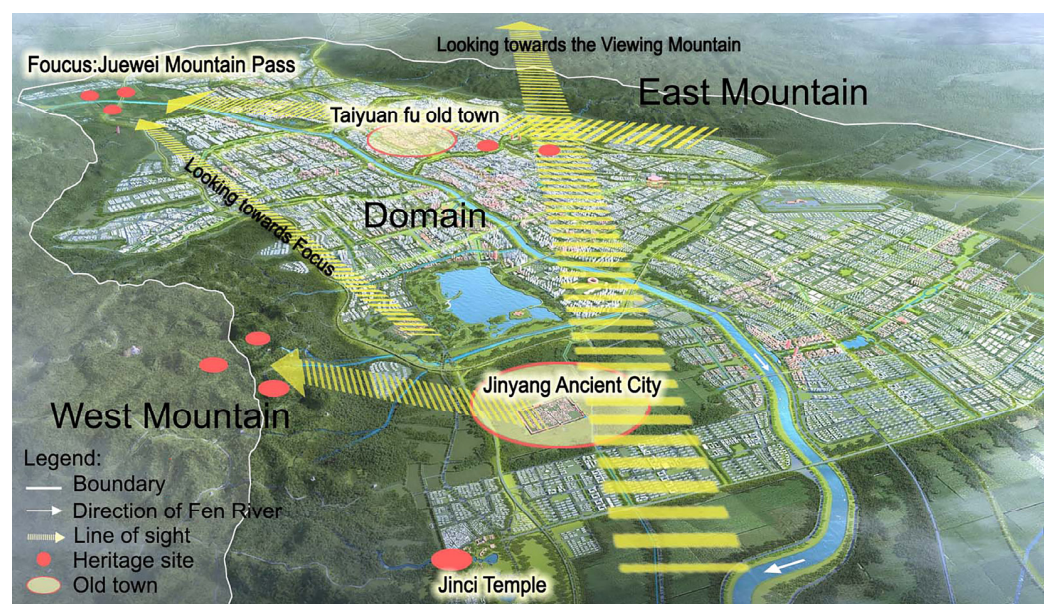 Looking towards the Viewing Mountain
Foucus:Juewei Mountain Pass
East Mountain
Taiyuan fu old town
Looking towards Focus
Domain
Jinyang Ancient City
West Mountain
Legend:
Boundary
Direction of Fen River
Line of sight
Heritage site
Old town
Jinci Temple